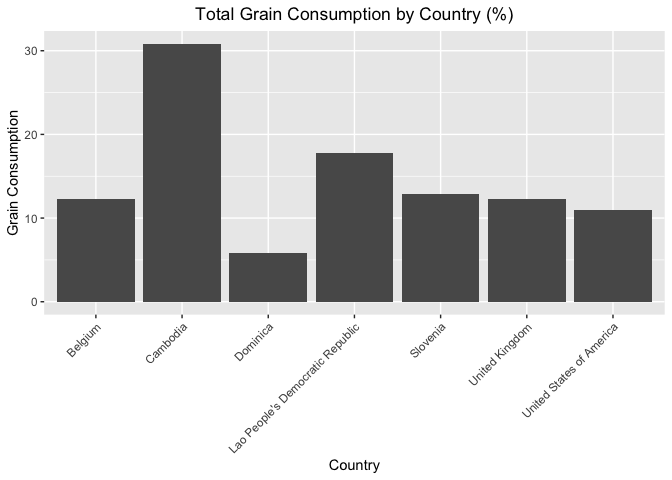 Total Grain Consumption by Country (%)
Grain Consumption
30
20
10
0
Belgium
Cambodia
Dominica
Lao People's Democratic Republic
Slovenia
United Kingdom
United States of America
Country